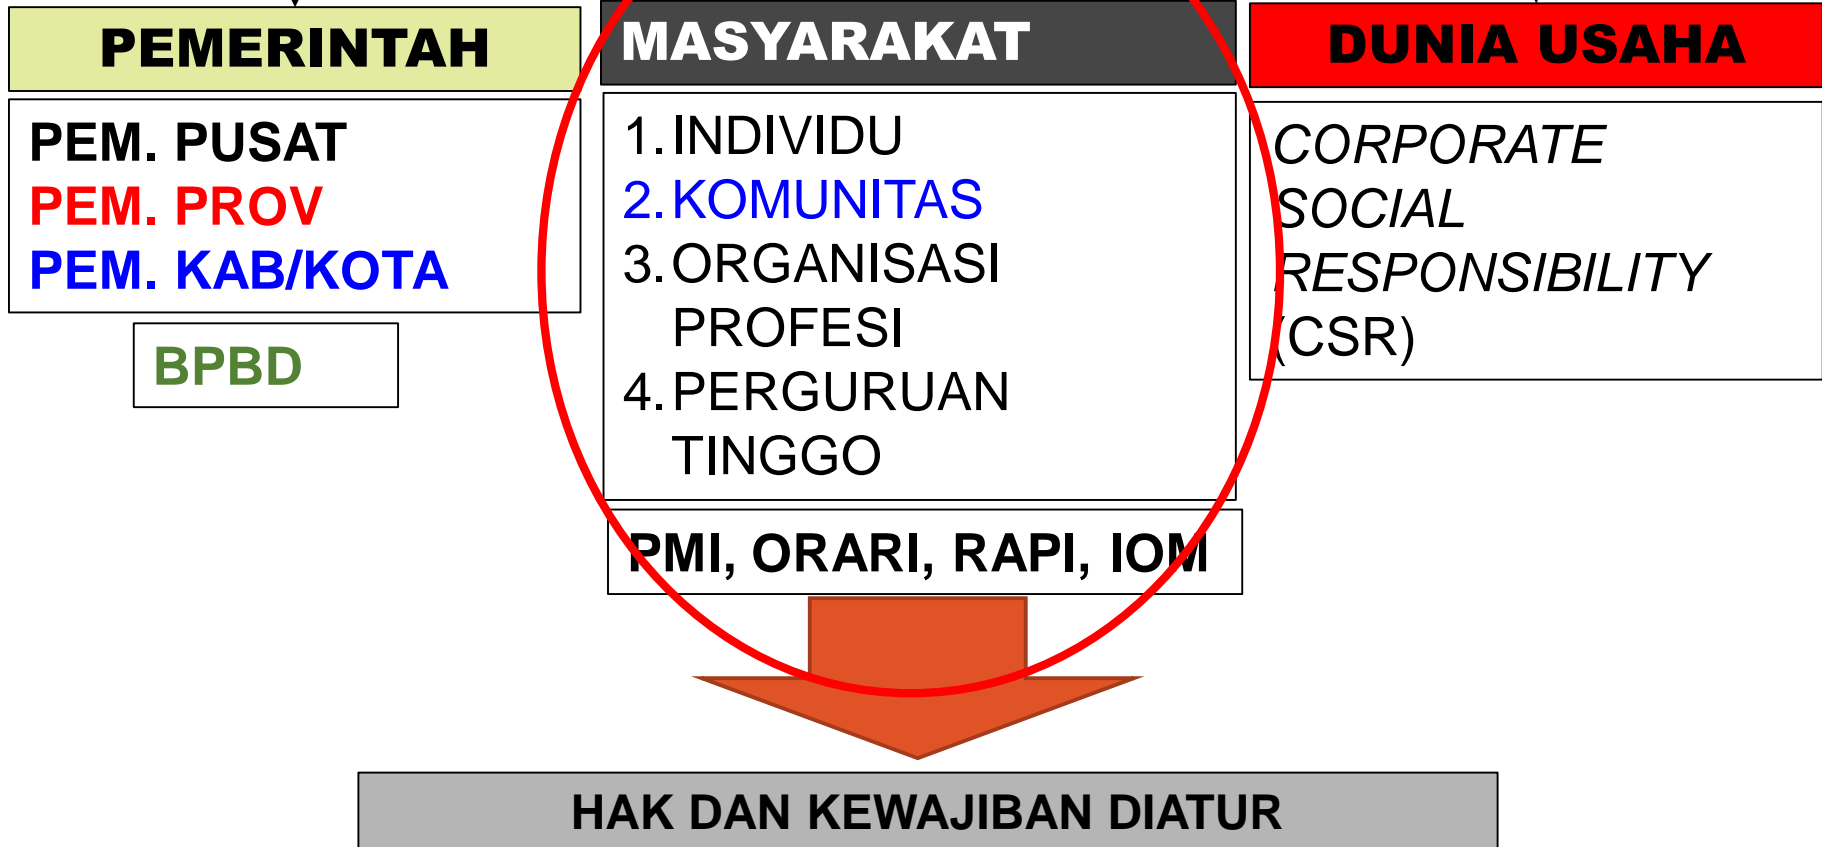 PEMERINTAH
PEM. PUSAT
PEM. PROV
PEM. KAB/KOTA
BPBD
MASYARAKAT
1. INDIVIDU
2. KOMUNITAS
3. ORGANISASI
PROFESI
4. PERGURUAN
TINGGO
PMI, ORARI, RAPI, IOM
DUNIA USAHA
CORPORATE
SOCIAL
RESPONSIBILITY
(CSR)
HAK DAN KEWAJIBAN DIATUR